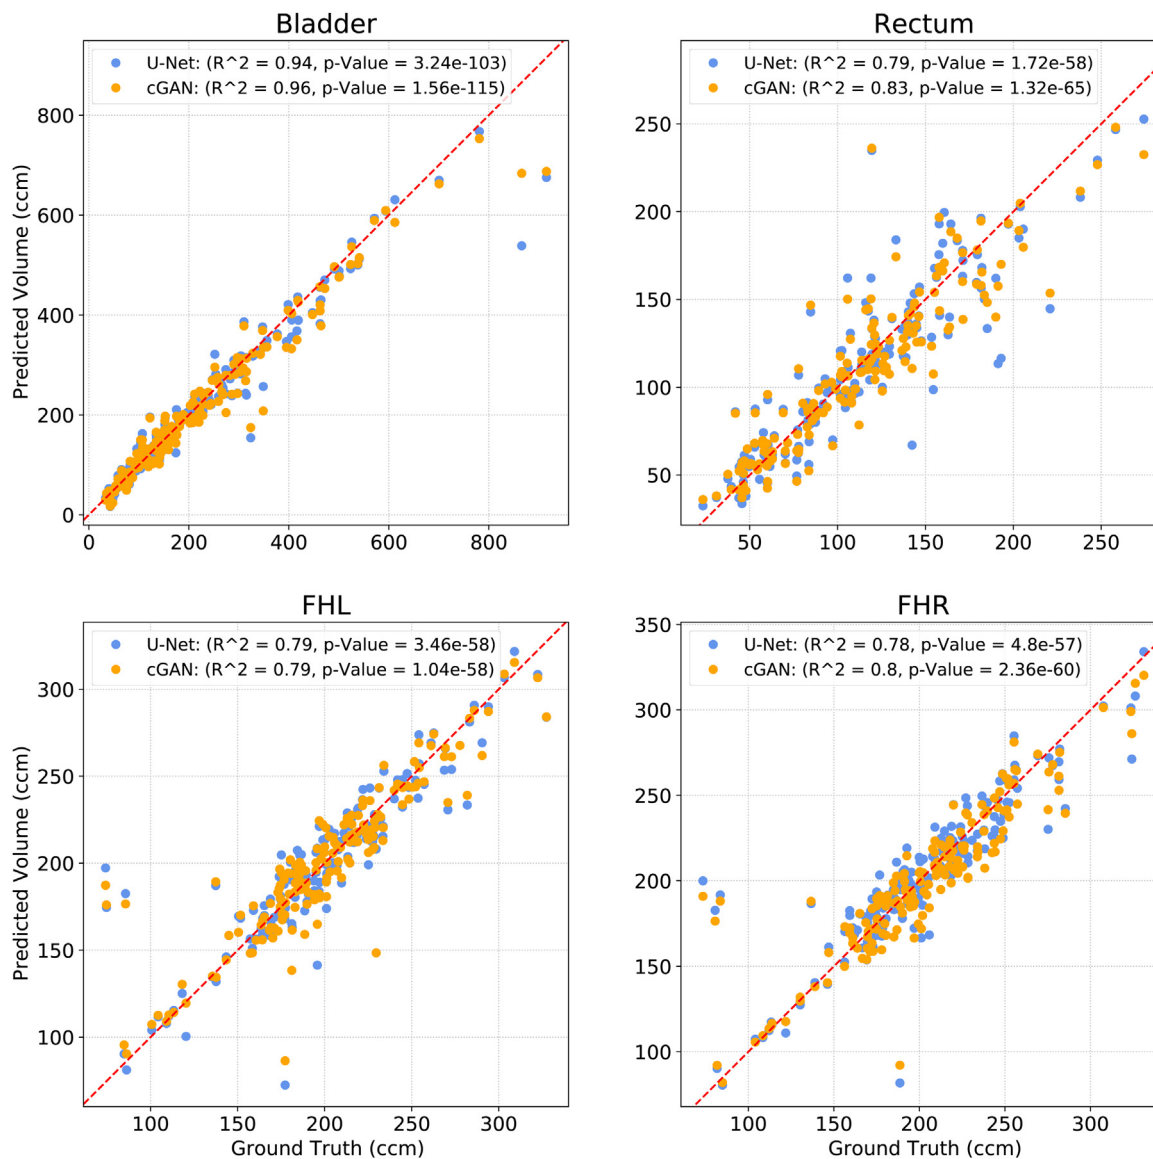 Bladder
U-Net: (R^2 = 0.94, p-Value = 3.24e-103)
cGAN: (R^2 = 0.96, p-Value = 1.56e-115)
Predicted Volume (ccm)
800
600
400
200
0
0 200 400 600 800
Rectum
U-Net: (R^2 = 0.79, p-Value = 1.72e-58)
cGAN: (R^2 = 0.83, p-Value = 1.32e-65)
250
200
150
100
50
50 100 150 200 250
FHL
U-Net: (R^2 = 0.79, p-Value = 3.46e-58)
cGAN: (R^2 = 0.79, p-Value = 1.04e-58)
Predicted Volume (ccm)
300
250
200
150
100
100 150 200 250 300
Ground Truth (ccm)
FHR
U-Net: (R^2 = 0.78, p-Value = 4.8e-57)
cGAN: (R^2 = 0.8, p-Value = 2.36e-60)
350
300
250
200
150
100
100 150 200 250 300
Ground Truth (ccm)